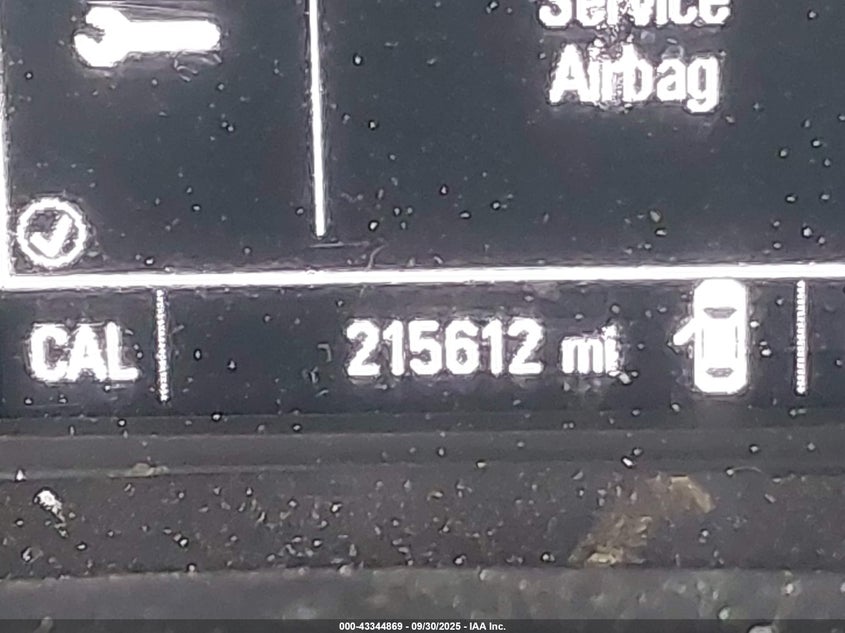 Service
Airbag
CAL
215612 mi
000-43344869 - 09/30/2025 - IAA Inc.